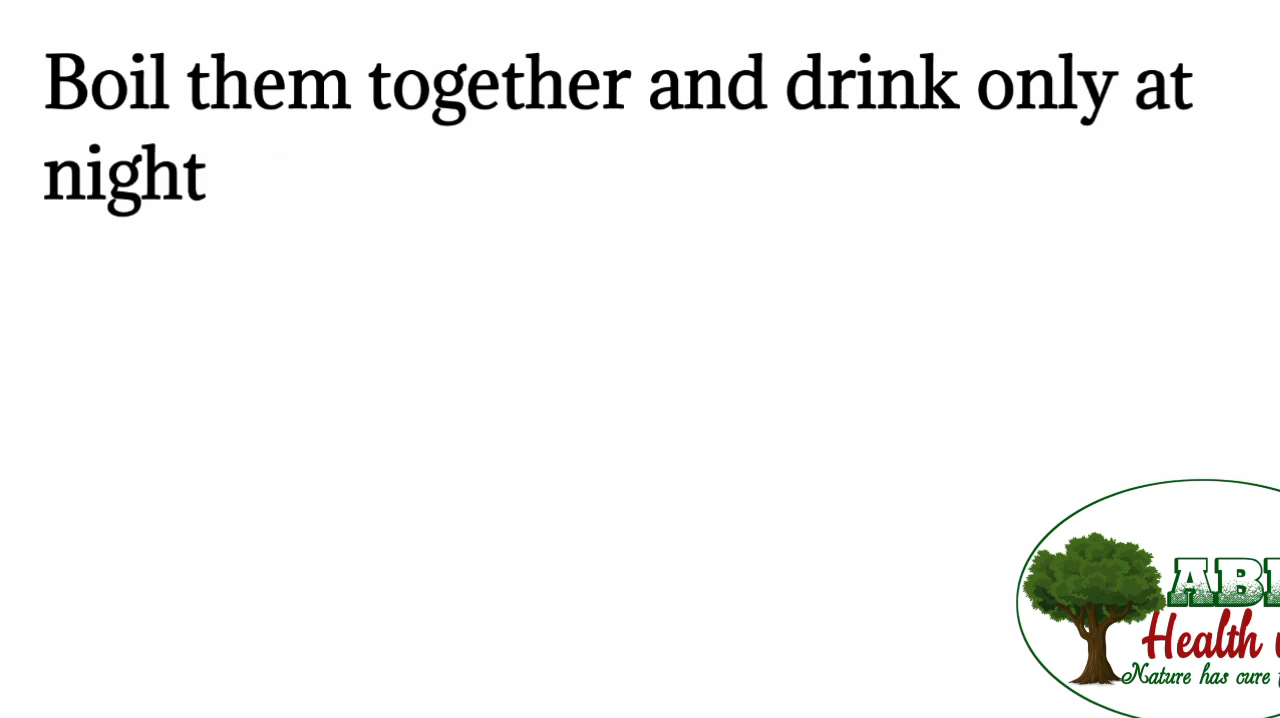 Boil them together and drink only at
night
Health
Nature has cure